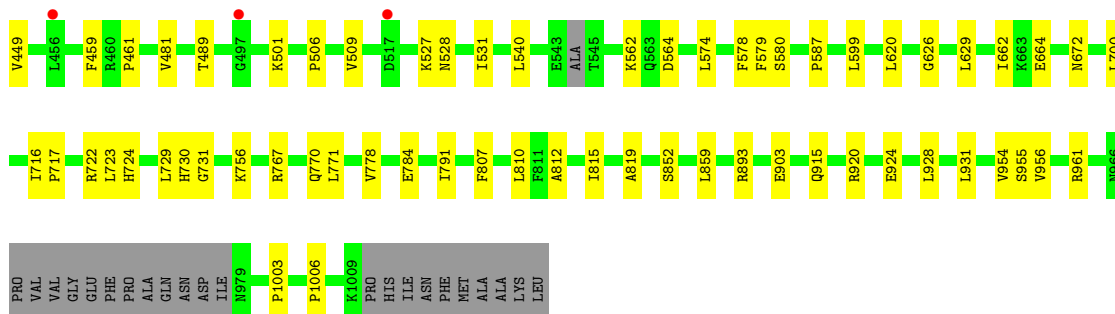 V449 L456 F459 R460 P461 V481 T489 G497 K501 P506 V509 D517 K527 N528 I531 L540 E543 ALA T545 K562 Q563 D564 L574 F578 F579 S580 P587 L599 L620 G626 L629 I662 K663 E664 N672 L700
I716 P717 R722 L723 H724 L729 H730 G731 K756 R767 Q770 L771 V778 E784 I791 F807 L810 F811 A812 I815 A819 S852 L859 R893 E903 Q915 R920 E924 L928 L931 V954 S955 V956 R961 N966
PRO VAL VAL GLY GLU PHE PRO ALA GLN ASN ASP ILE N979 P1003 P1006 K1009 PRO HIS ILE ASN PHE MET ALA ALA LYS LEU